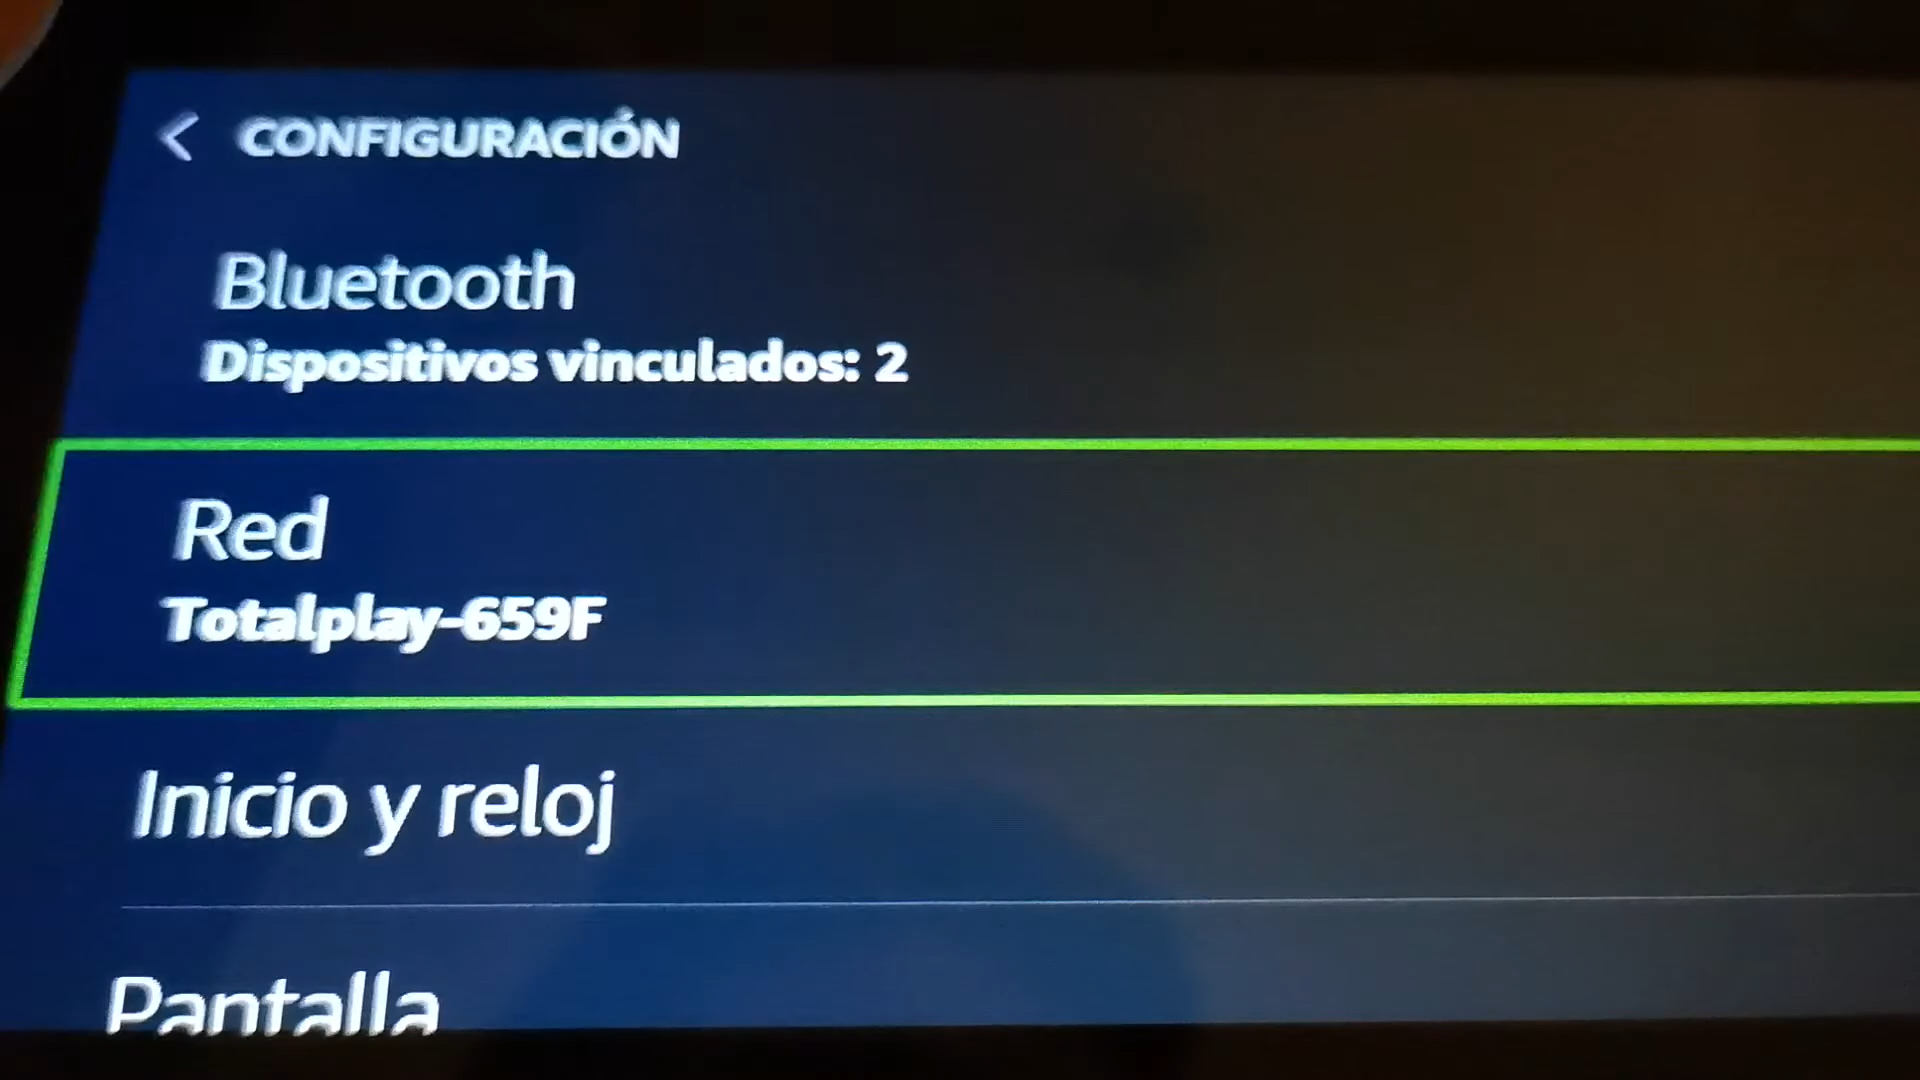 CONFIGURACIÓN
Bluetooth
Dispositivos vinculados: 2
Red
Totalplay-659F
Inicio y reloj
Pantalla